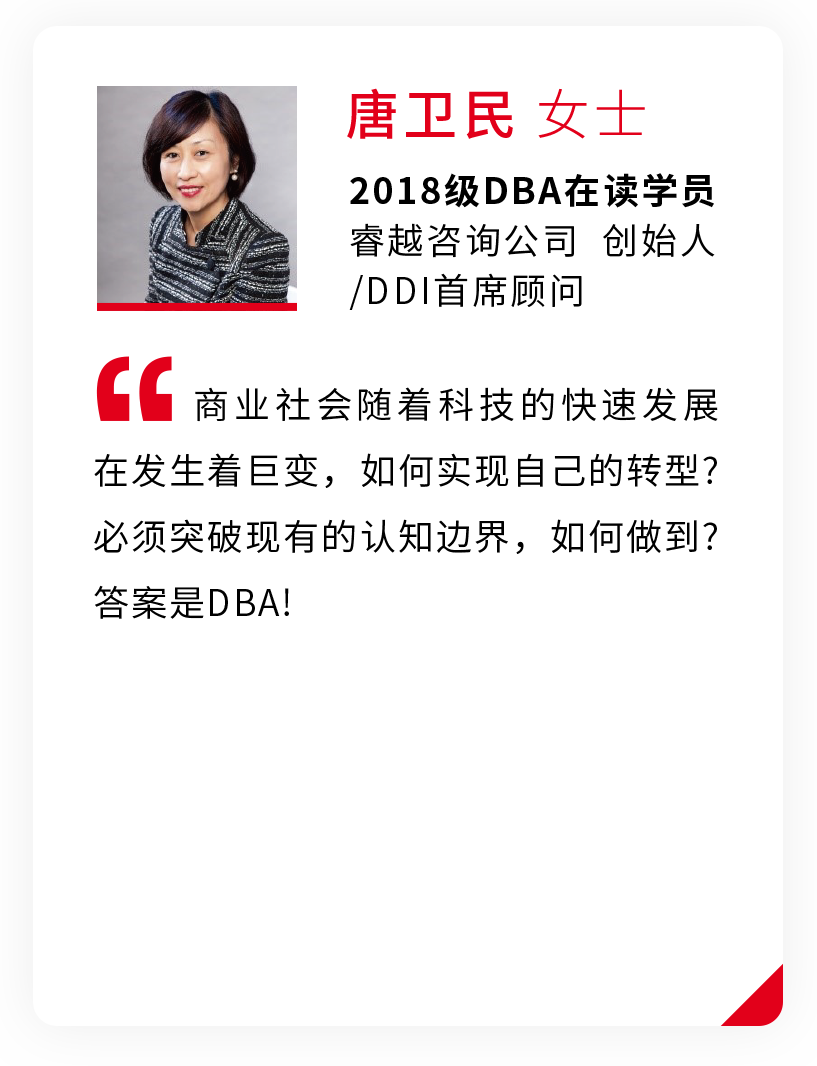 唐卫民 女士
2018级DBA在读学员
睿越咨询公司 创始人
/DDI首席顾问
“ 商业社会随着科技的快速发展
在发生着巨变，如何实现自己的转型?
必须突破现有的认知边界，如何做到?
答案是DBA!